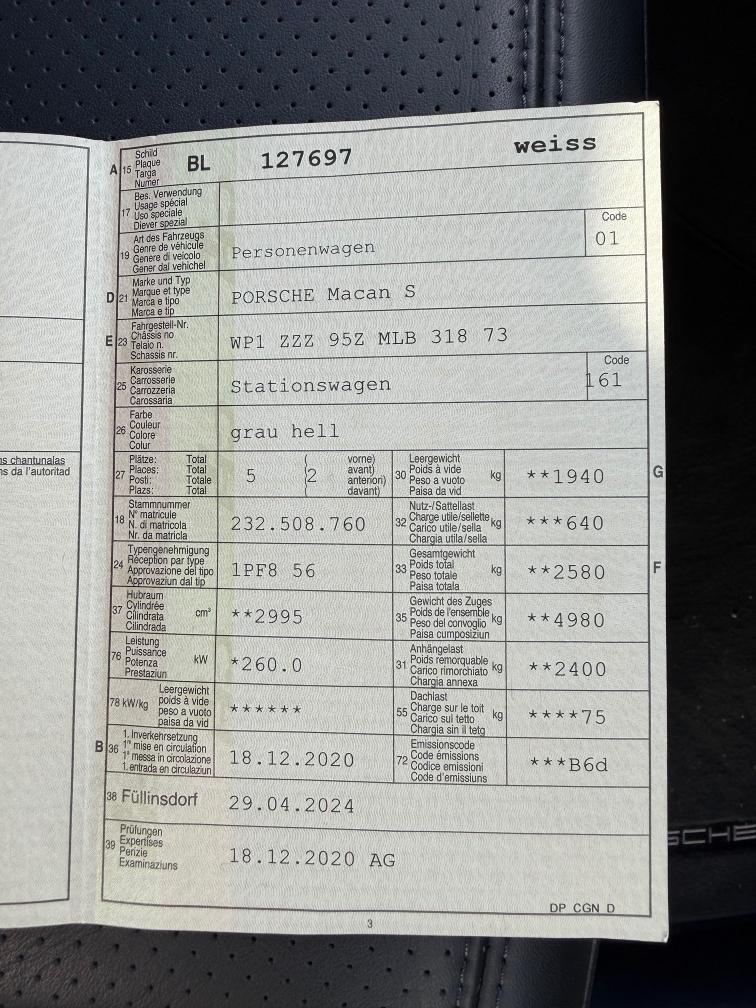 A 15 Schild
Plaque
Targa
Numer
BL 127697 weiss
17 Bes. Verwendung
Usage spécial
Uso speciale
Diever spezial
19 Art des Fahrzeugs
Genre de véhicule
Genere di veicolo
Gener dal vehichel
Personenwagen
Code
01
D 21 Marke und Typ
Marque et type
Marca e tipo
Marca e tip
PORSCHE Macan S
E 23 Fahrgestell-Nr.
Châssis no
Telaio n.
Schassis nr.
WP1 ZZZ 95Z MLB 318 73
25 Karosserie
Carrosserie
Carrozzeria
Carossaria
Stationswagen
Code
161
26 Farbe
Couleur
Colore
Colur
grau hell
ns chantunalas
ns da l'autoritad
27 Plätze: Total
Places: Total
Posti: Totale
Plazs: Total
5 ( 2 vorne)
avant)
anteriori)
davant)
30 Leergewicht
Poids à vide
Peso a vuoto
Paisa da vid
kg **1940 G
18 Stammnummer
N° matricule
N. di matricola
Nr. da matricla
232.508.760
32 Nutz-/Sattellast
Charge utile/sellette
Carico utile/sella
Chargia utila/sella
kg ***640
24 Typengenehmigung
Réception par type
Approvazione del tipo
Approvaziun dal tip
1PF8 56
33 Gesamtgewicht
Poids total
Peso totale
Paisa totala
kg **2580 F
37 Hubraum
Cylindrée
Cilindrata
Cilindrada
cm³ **2995
35 Gewicht des Zuges
Poids de l'ensemble
Peso del convoglio
Paisa cumposiziun
kg **4980
76 Leistung
Puissance
Potenza
Prestaziun
kW *260.0
31 Anhängelast
Poids remorquable
Carico rimorchiato
Chargia annexa
kg **2400
78 kW/kg Leergewicht
poids à vide
peso a vuoto
paisa da vid
******
55 Dachlast
Charge sur le toit
Carico sul tetto
Chargia sin il tetg
kg ****75
B 36 1. Inverkehrsetzung
1re mise en circulation
1a messa in circolazione
1. entrada en circulaziun
18.12.2020
72 Emissionscode
Code émissions
Codice emissioni
Code d'emissiuns
***B6d
38 Füllinsdorf 29.04.2024
39 Prüfungen
Expertises
Perizie
Examinaziuns
18.12.2020 AG
DP CGN D
3
SCHE